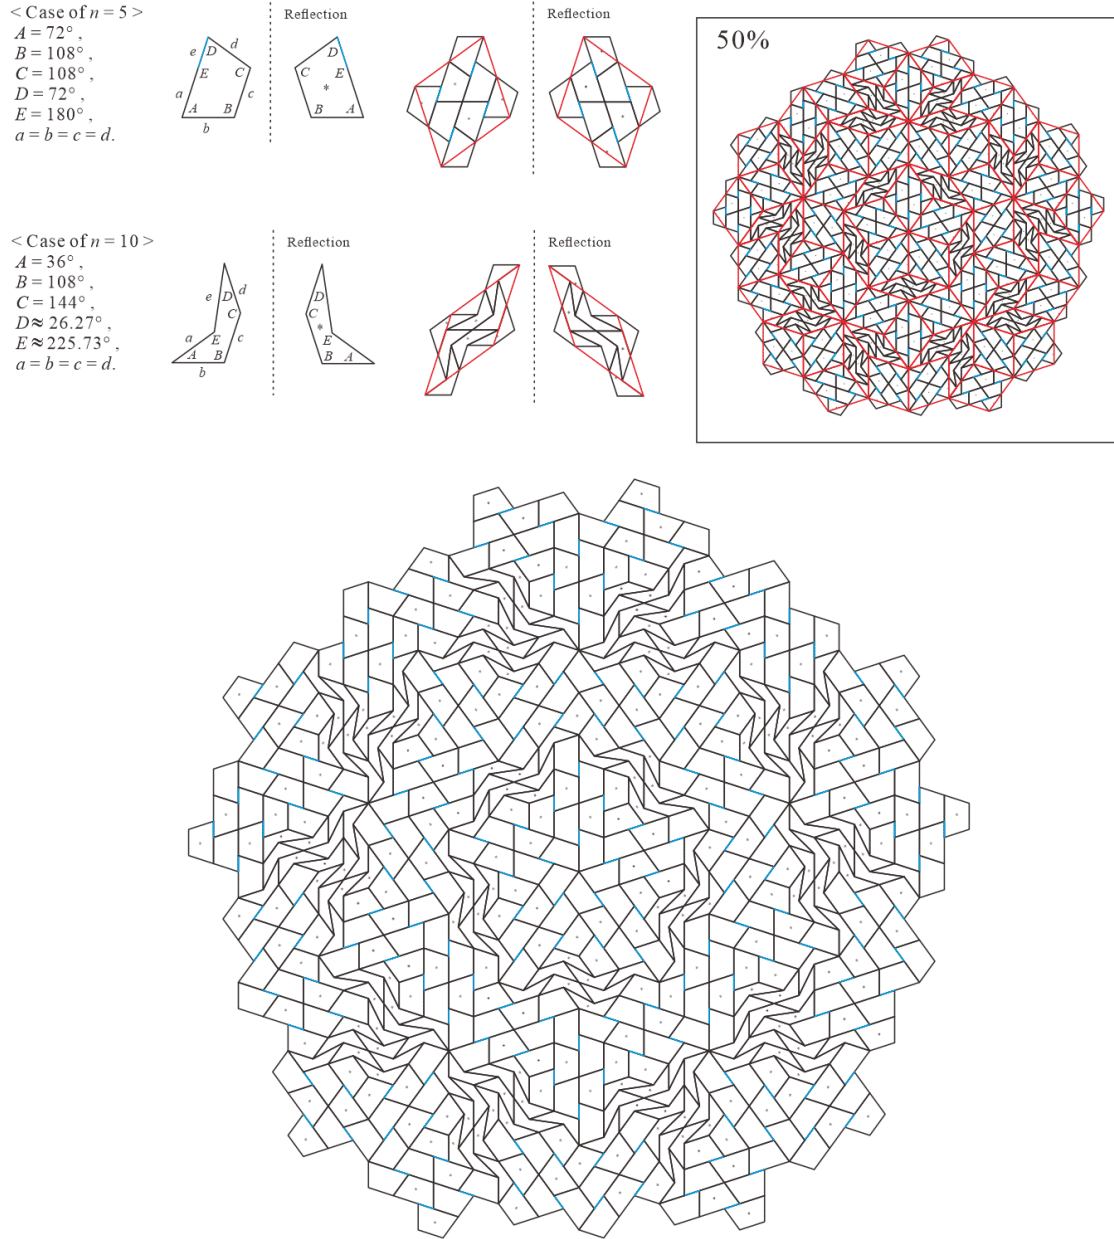 < Case of n = 5 >
A = 72° ,
B = 108° ,
C = 108° ,
D = 72° ,
E = 180° ,
a = b = c = d.
e D d
E C
a c
A B
b
Reflection
D
C E
*
B A
Reflection
50%
< Case of n = 10 >
A = 36° ,
B = 108° ,
C = 144° ,
D ≈ 26.27° ,
E ≈ 225.73° ,
a = b = c = d.
e D d
C
a E c
A B
b
Reflection
D
C
*
E
B A
Reflection